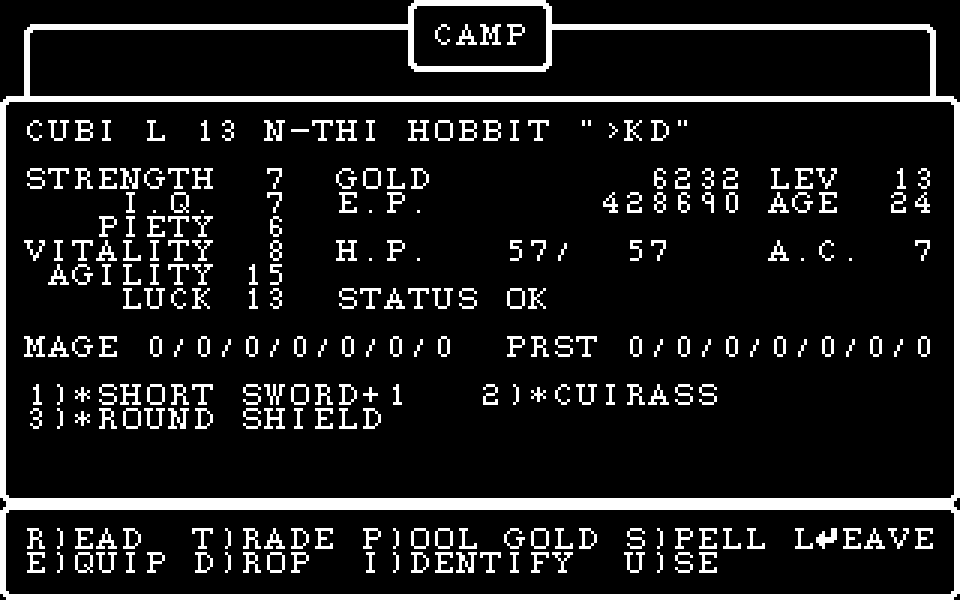 CAMP
CUBI L 13 N-THI HOBBIT ">KD"
STRENGTH 7 GOLD 6232 LEV 13
I.Q. 7 E.P. 428690 AGE 24
PIETY 6
VITALITY 8 H.P. 57/ 57 A.C. 7
AGILITY 15
LUCK 13 STATUS OK
MAGE 0/0/0/0/0/0/0 PRST 0/0/0/0/0/0/0
1)*SHORT SWORD+1 2)*CUIRASS
3)*ROUND SHIELD
R)EAD T)RADE P)OOL GOLD S)PELL L↵EAVE
E)QUIP D)ROP I)DENTIFY U)SE